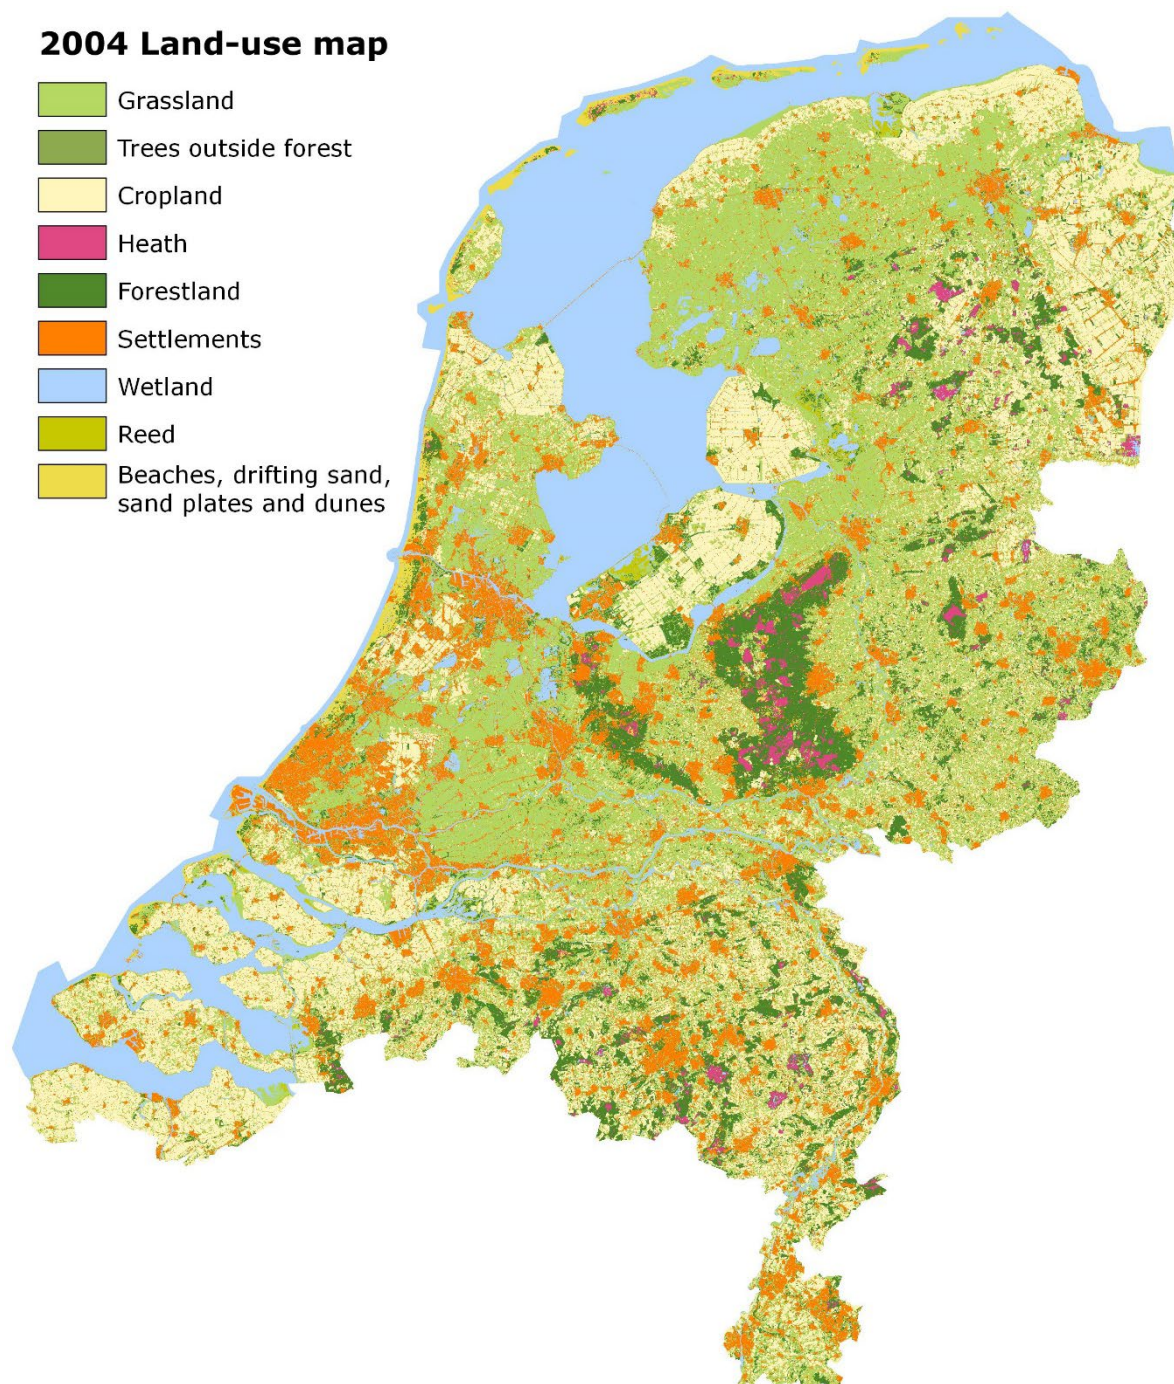 2004 Land-use map
Grassland
Trees outside forest
Cropland
Heath
Forestland
Settlements
Wetland
Reed
Beaches, drifting sand,
sand plates and dunes